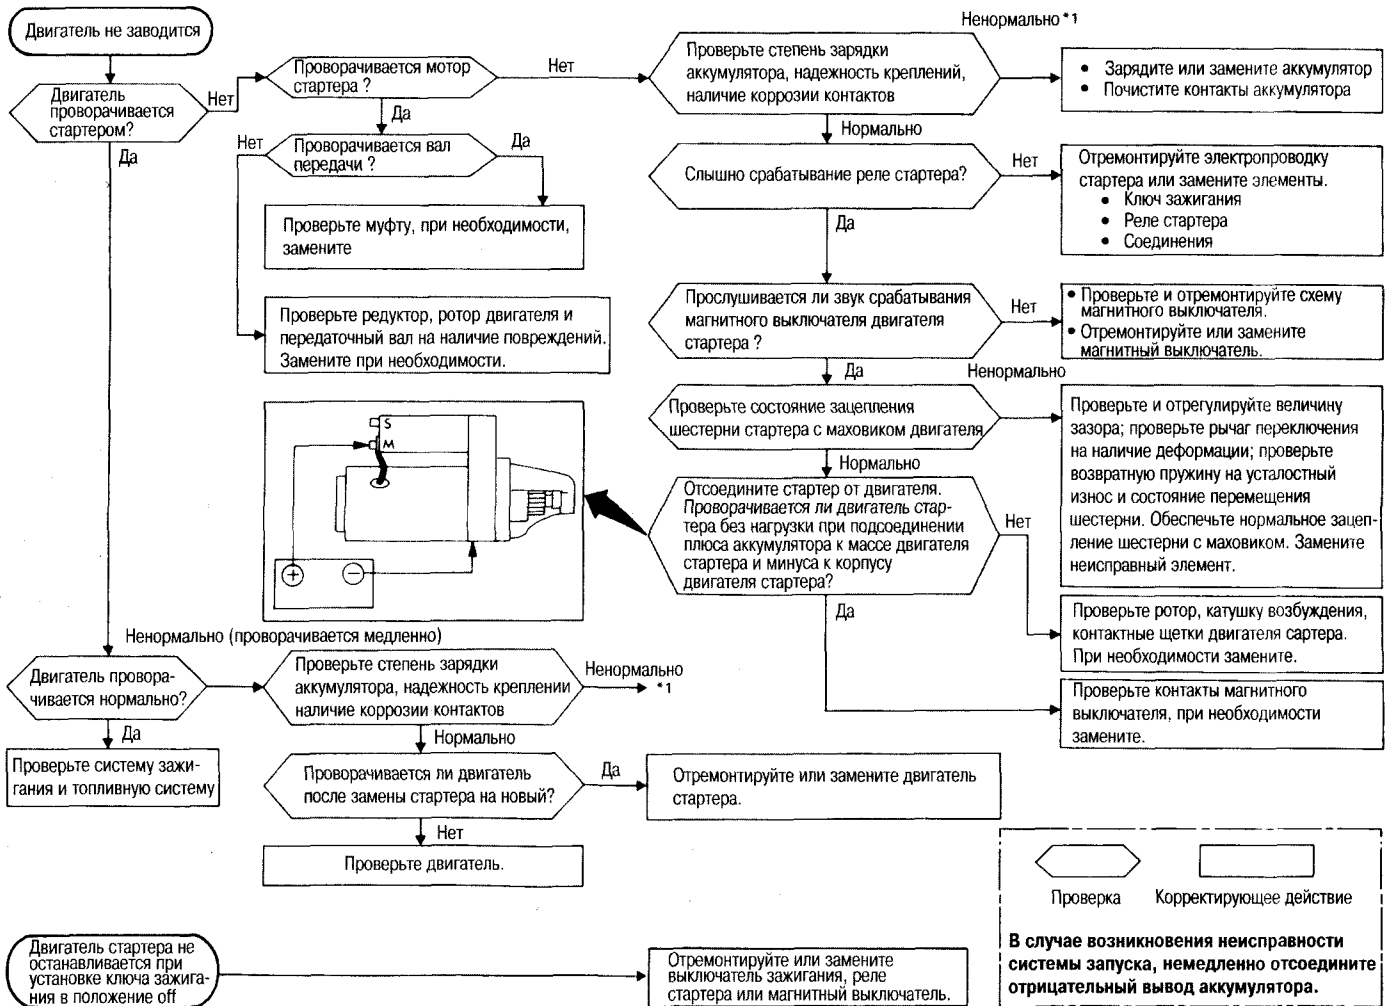 Двигатель не заводится
Двигатель
проворачивается
стартером?
Нет
Да
Проворачивается мотор
стартера ?
Нет
Да
Проворачивается вал
передачи ?
Нет
Да
Проверьте муфту, при необходимости,
замените
Проверьте редуктор, ротор двигателя и
передаточный вал на наличие повреждений.
Замените при необходимости.
Ненормально *1
Проверьте степень зарядки
аккумулятора, надежность креплений,
наличие коррозии контактов
• Зарядите или замените аккумулятор
• Почистите контакты аккумулятора
Нормально
Слышно срабатывание реле стартера?
Нет
Отремонтируйте электропроводку
стартера или замените элементы.
• Ключ зажигания
• Реле стартера
• Соединения
Да
Прослушивается ли звук срабатывания
магнитного выключателя двигателя
стартера ?
Нет
• Проверьте и отремонтируйте схему
магнитного выключателя.
• Отремонтируйте или замените
магнитный выключатель.
Да
Ненормально
Проверьте состояние зацепления
шестерни стартера с маховиком двигателя
Проверьте и отрегулируйте величину
зазора; проверьте рычаг переключения
на наличие деформации; проверьте
возвратную пружину на усталостный
износ и состояние перемещения
шестерни. Обеспечьте нормальное зацеп-
ление шестерни с маховиком. Замените
неисправный элемент.
Нормально
Отсоедините стартер от двигателя.
Проворачивается ли двигатель стар-
тера без нагрузки при подсоединении
плюса аккумулятора к массе двигателя
стартера и минуса к корпусу
двигателя стартера?
Нет
Да
S
M
+
−
Проверьте ротор, катушку возбуждения,
контактные щетки двигателя сартера.
При необходимости замените.
Проверьте контакты магнитного
выключателя, при необходимости
замените.
Ненормально (проворачивается медленно)
Двигатель провора-
чивается нормально?
Да
Проверьте систему зажи-
гания и топливную систему
Проверьте степень зарядки
аккумулятора, надежность креплении
наличие коррозии контактов
Ненормально
*1
Нормально
Проворачивается ли двигатель
после замены стартера на новый?
Да
Отремонтируйте или замените двигатель
стартера.
Нет
Проверьте двигатель.
Двигатель стартера не
останавливается при
установке ключа зажига-
ния в положение off
Отремонтируйте или замените
выключатель зажигания, реле
стартера или магнитный выключатель.
Проверка
Корректирующее действие
В случае возникновения неисправности
системы запуска, немедленно отсоедините
отрицательный вывод аккумулятора.